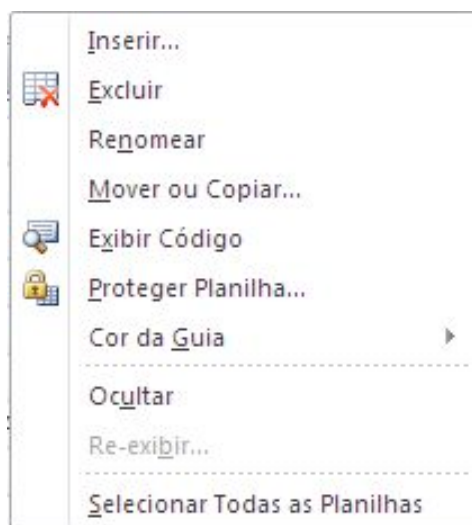 Inserir...
Excluir
Renomear
Mover ou Copiar...
Exibir Código
Proteger Planilha...
Cor da Guia
Ocultar
Re-exibir...
Selecionar Todas as Planilhas